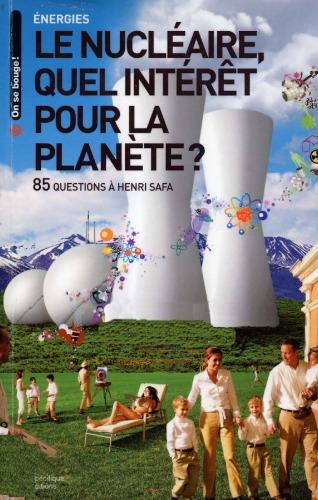 ÉNERGIES
On se bouge!
LE NUCLÉAIRE,
QUEL INTÉRÊT
POUR LA
PLANÈTE?
85 QUESTIONS À HENRI SAFA